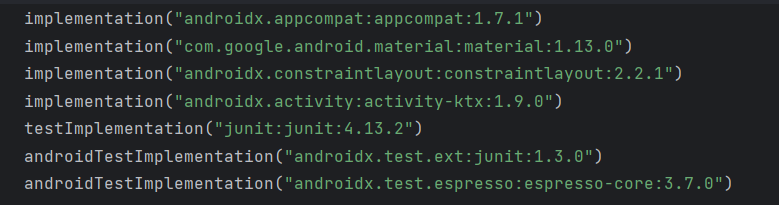 implementation("androidx.appcompat:appcompat:1.7.1")
implementation("com.google.android.material:material:1.13.0")
implementation("androidx.constraintlayout:constraintlayout:2.2.1")
implementation("androidx.activity:activity-ktx:1.9.0")
testImplementation("junit:junit:4.13.2")
androidTestImplementation("androidx.test.ext:junit:1.3.0")
androidTestImplementation("androidx.test.espresso:espresso-core:3.7.0")